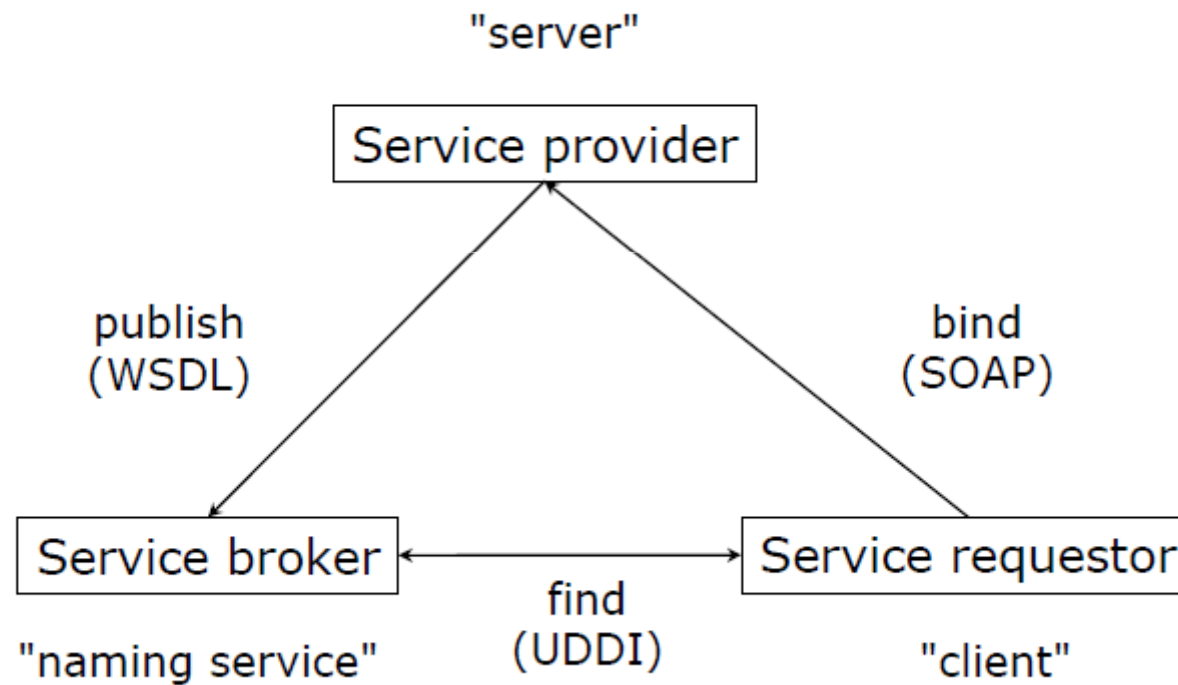 "server"
Service provider
publish
(WSDL)
bind
(SOAP)
Service broker
Service requestor
find
(UDDI)
"naming service"
"client"